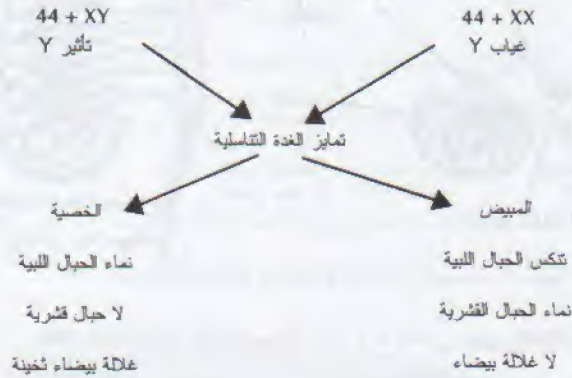 44 + XY
تأثير Y
44 + XX
غياب Y
تمايز الغدة التناسلية
الخصية
نماء الحبال اللبية
لا حبال قشرية
غلالة بيضاء ثخينة
المبيض
تنكس الحبال اللبية
نماء الحبال القشرية
لا غلالة بيضاء